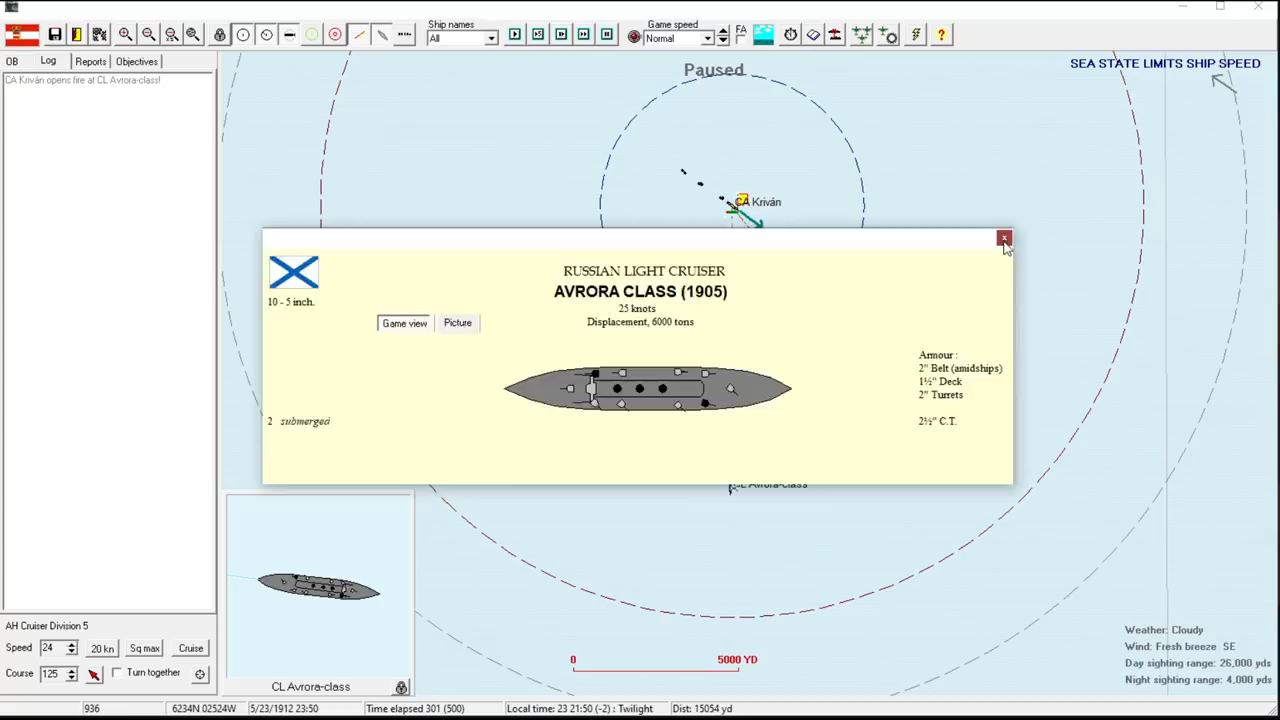 Ship names
All
Game speed
Normal
FA
OB
Log
Reports
Objectives
CA Kriván opens fire at CL Avrora-class!
Paused
SEA STATE LIMITS SHIP SPEED
CA Kriván
RUSSIAN LIGHT CRUISER
AVRORA CLASS (1905)
25 knots
Displacement, 6000 tons
10 - 5 inch.
Game view
Picture
Armour :
2" Belt (amidships)
1½" Deck
2" Turrets
2½" C.T.
2 submerged
CL Avrora-class
AH Cruiser Division 5
Speed 24 20 kn Sq max Cruise
Course 125 Turn together
CL Avrora-class
0 5000 YD
Weather: Cloudy
Wind: Fresh breeze SE
Day sighting range: 26,000 yds
Night sighting range: 4,000 yds
936 6234N 02524W 5/23/1912 23:50 Time elapsed 301 (500) Local time: 23 21:50 (-2) : Twilight Dist: 15054 yd